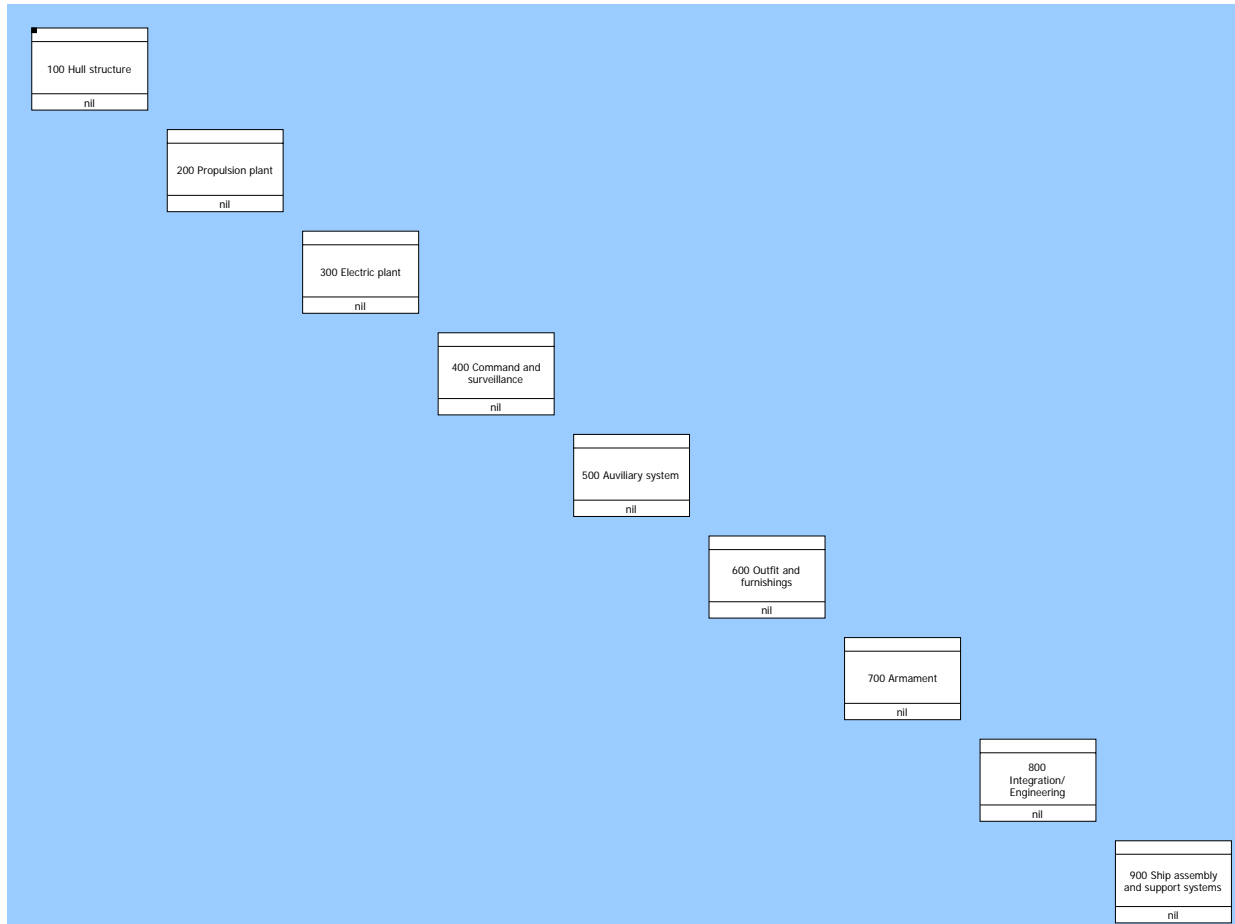 100 Hull structure
nil
200 Propulsion plant
nil
300 Electric plant
nil
400 Command and
surveillance
nil
500 Auviliary system
nil
600 Outfit and
furnishings
nil
700 Armament
nil
800
Integration/
Engineering
nil
900 Ship assembly
and support systems
nil